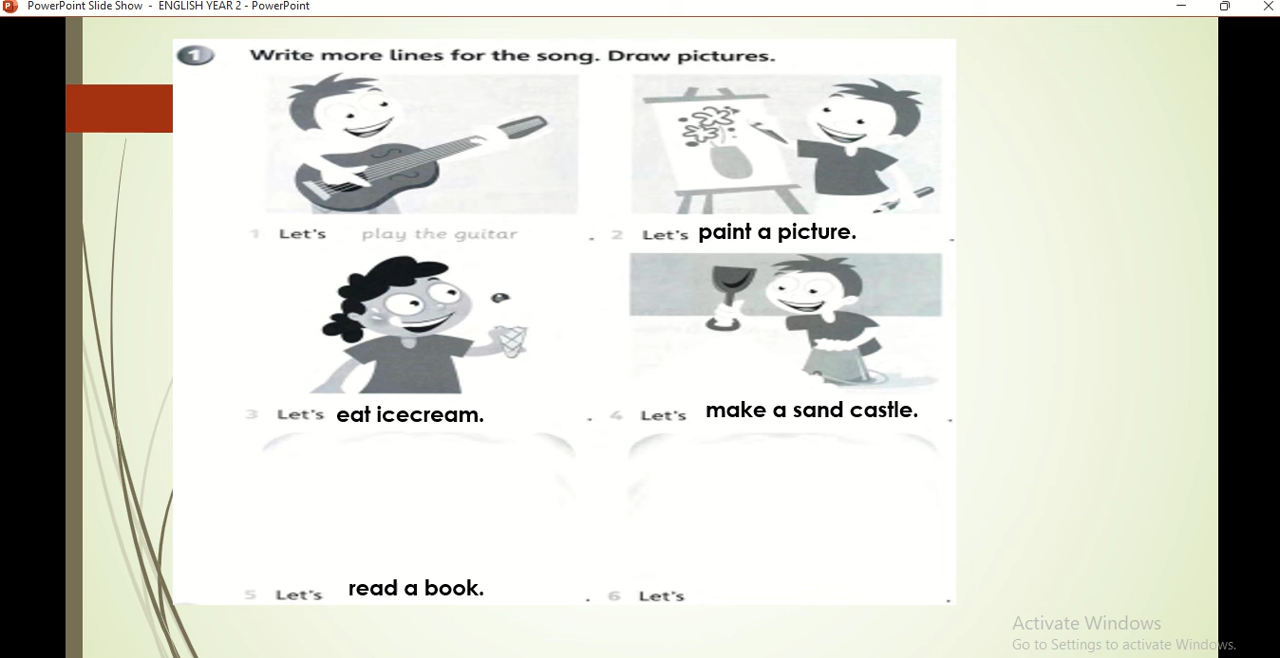 PowerPoint Slide Show - ENGLISH YEAR 2 - PowerPoint
1 Write more lines for the song. Draw pictures.
1 Let's play the guitar .
2 Let's paint a picture. .
3 Let's eat icecream. .
4 Let's make a sand castle. .
5 Let's read a book. .
6 Let's .
Activate Windows
Go to Settings to activate Windows.